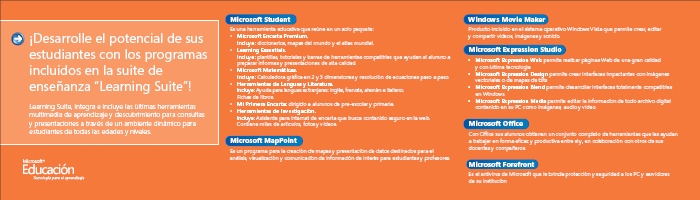 ¡Desarrolle el potencial de sus
estudiantes con los programas
incluidos en la suite de
enseñanza "Learning Suite"!
Learning Suite, integra e incluye las últimas herramientas
multimedia de aprendizaje y descubrimiento para consultas
y presentaciones a través de un ambiente dinámico para
estudiantes de todas las edades y niveles.
Microsoft®
Educación
Tecnología para el aprendizaje
Microsoft Student
Es una herramienta educativa que reúne en un solo paquete:
• Microsoft Encarta Premium.
Incluye: diccionarios, mapas del mundo y el atlas mundial.
• Learning Essentials.
Incluye: plantillas, tutoriales y barras de herramientas compatibles que ayudan al alumno a
preparar informes y presentaciones de alta calidad.
• Microsoft Matemáticas.
Incluye: Calculadora gráfica en 2 y 3 dimensiones y resolución de ecuaciones paso a paso
• Herramientas de Lengua y Literatura.
Incluye: Ayuda para lenguas extranjeras: inglés, francés, alemán e italiano.
Fichas de libros.
• Mi Primera Encarta: dirigido a alumnos de pre-escolar y primaria.
• Herramientas de Investigación.
Incluye: Asistente para Internet de encarta que busca contenido seguro en la web.
Contiene miles de artículos, fotos y videos
Microsoft MapPoint
Es un programa para la creación de mapas y presentación de datos destinados para el
análisis, visualización y comunicación de información de interés para estudiantes y profesores
Windows Movie Maker
Producto incluido en el sistema operativo Windows Vista que permite crear, editar
y compartir videos, imágenes y sonido
Microsoft Expression Studio
• Microsoft Expression Web permite realizar páginas Web de una gran calidad
y con última tecnología
• Microsoft Expression Design permite crear interfaces impactantes con imágenes
vectoriales o de mapas de bits
• Microsoft Expression Blend permite desarrollar interfaces totalmente compatibles
en Windows
• Microsoft Expression Media permite editar la información de todo archivo digital
contenido en su PC como imágenes, audio y video
Microsoft Office
Con Office sus alumnos obtienen un conjunto completo de herramientas que les ayudan
a trabajar en forma eficaz y productiva entre ely, en colaboración con otros de sus
docentes y compañeros.
Microsoft Forefront
Es el antivirus de Microsoft que le brinda protección y seguridad a los PC y servidores
de su institución